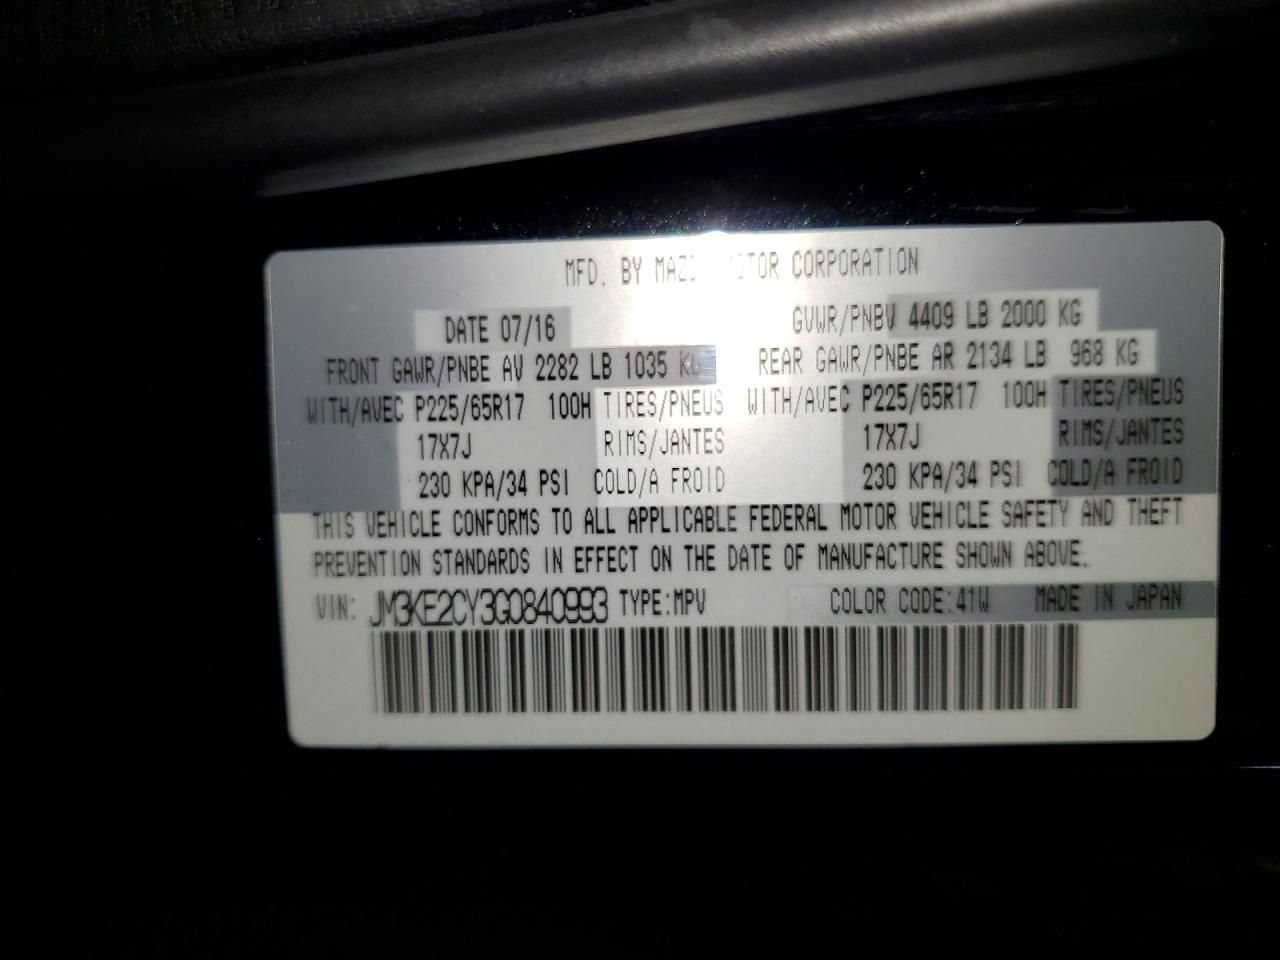 MFD. BY CORPORATION
DATE 07/16 GVWR/PNBV 4409 LB 2000 KG
FRONT GAWR/PNBE AV 2282 LB 1035 KG REAR GAWR/PNBE AR 2134 LB 968 KG
WITH/AVEC P225/65R17 100H TIRES/PNEUS WITH/AVEC P225/65R17 100H TIRES/PNEUS
17X7J RIMS/JANTES 17X7J RIMS/JANTES
230 KPA/34 PSI COLD/A FROID 230 KPA/34 PSI COLD/A FROID
THIS VEHICLE CONFORMS TO ALL APPLICABLE FEDERAL MOTOR VEHICLE SAFETY AND THEFT
PREVENTION STANDARDS IN EFFECT ON THE DATE OF MANUFACTURE SHOWN ABOVE.
VIN: JM3KE2CY3G0840993 TYPE:MPV COLOR CODE:41W MADE IN JAPAN